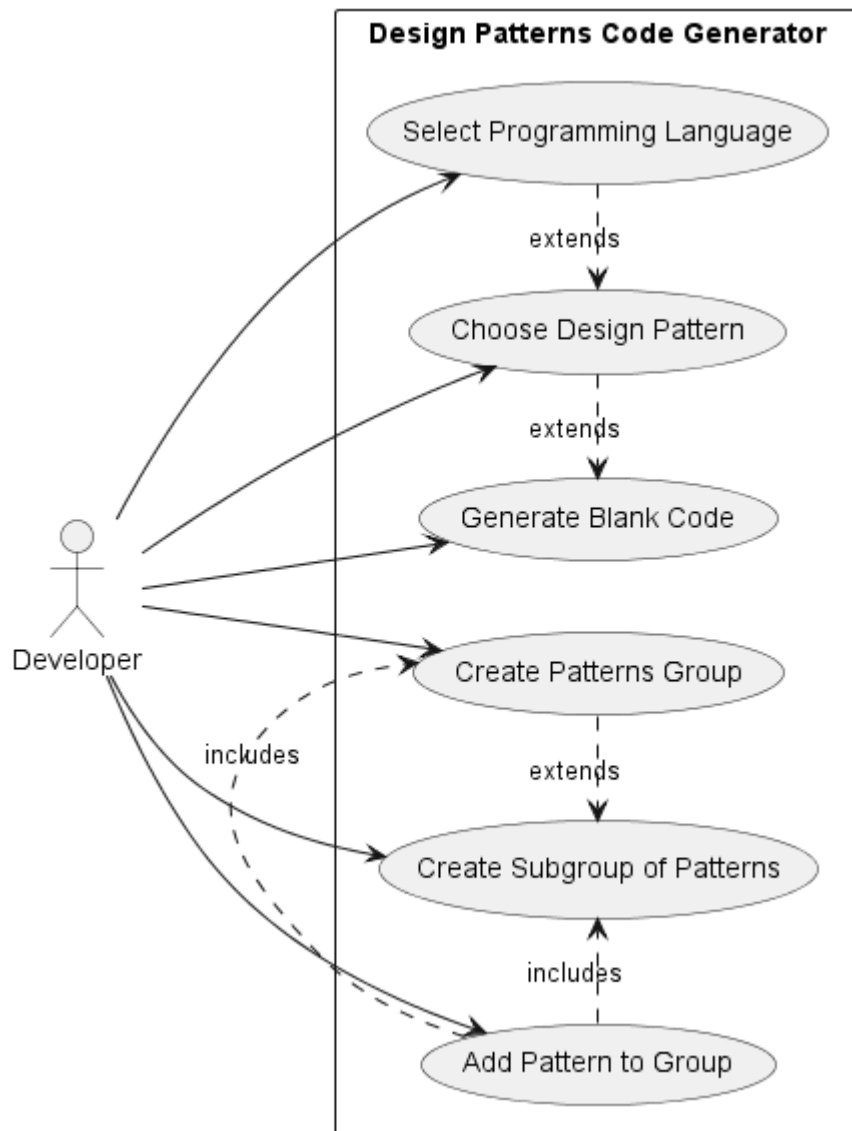 Design Patterns Code Generator
Select Programming Language
extends
Choose Design Pattern
extends
Generate Blank Code
Developer
Create Patterns Group
includes
extends
Create Subgroup of Patterns
includes
Add Pattern to Group